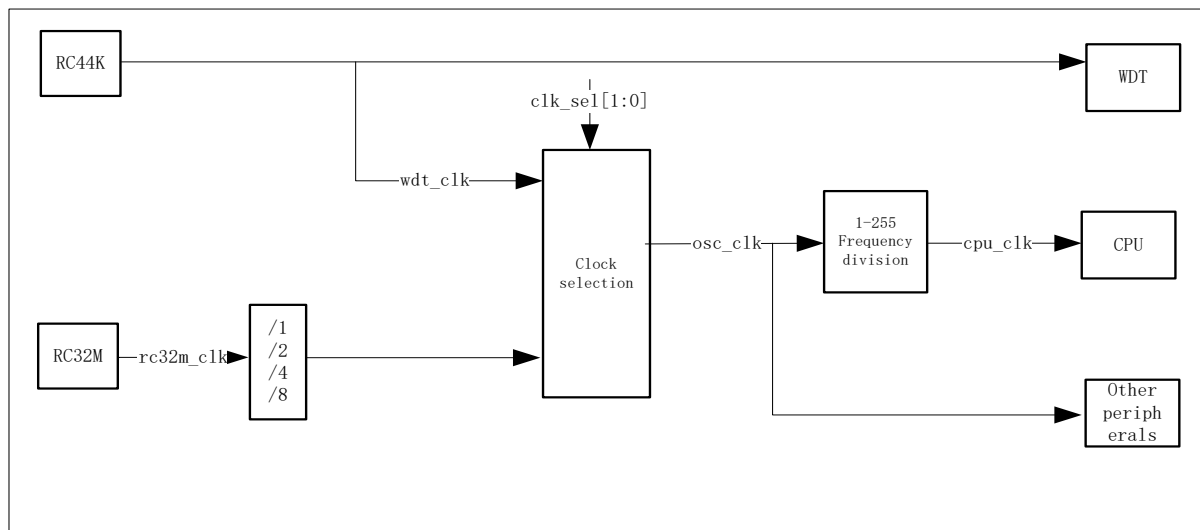 RC44K
WDT
clk_sel[1:0]
wdt_clk
1-255
Frequency
division
osc_clk
cpu_clk
CPU
Clock
selection
RC32M
rc32m_clk
/1
/2
/4
/8
Other
periph
erals